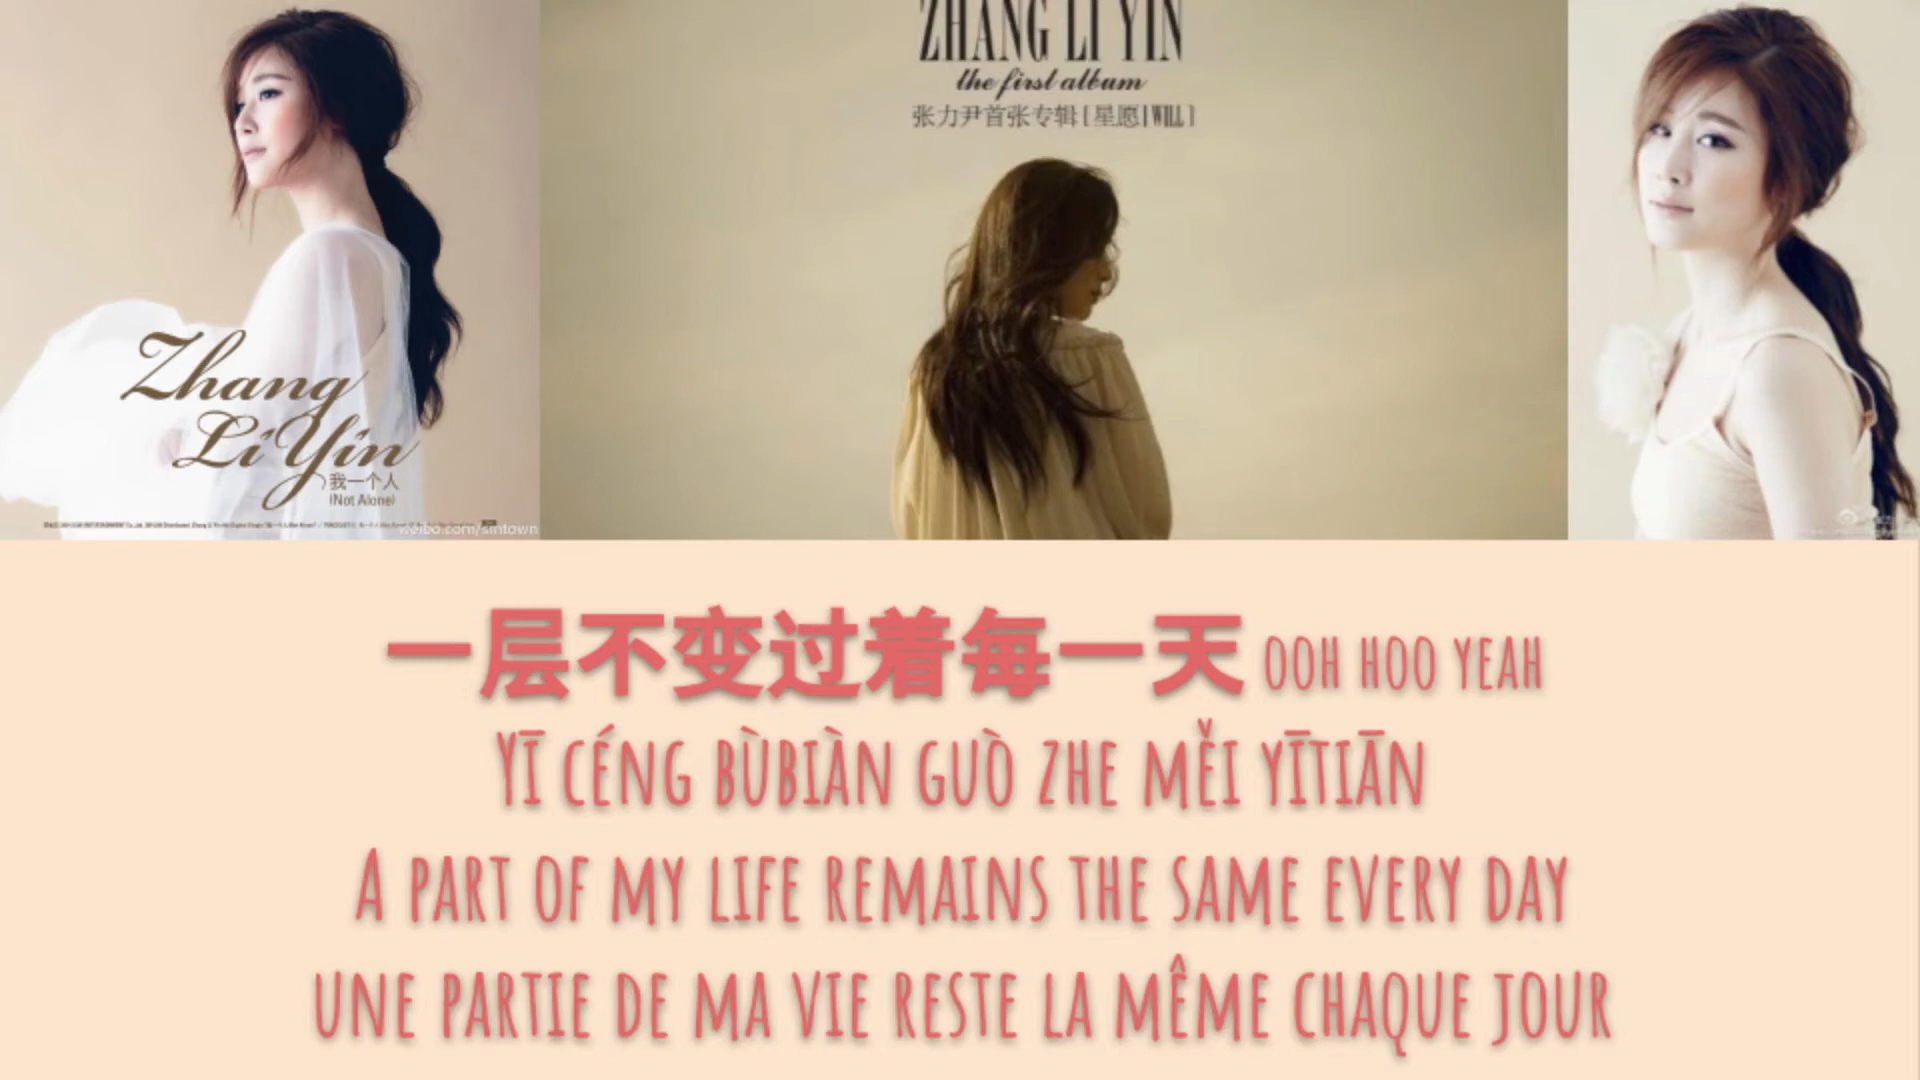 Zhang
Li Yin
我一个人
(Not Alone)
weibo.com/smtown
ZHANG LI YIN
the first album
张力尹首张专辑 [ 星愿 I WILL ]
一层不变过着每一天 OOH HOO YEAH
YĪ CÉNG BÙBIÀN GUÒ ZHE MĚI YĪTIĀN
A PART OF MY LIFE REMAINS THE SAME EVERY DAY
UNE PARTIE DE MA VIE RESTE LA MÊME CHAQUE JOUR